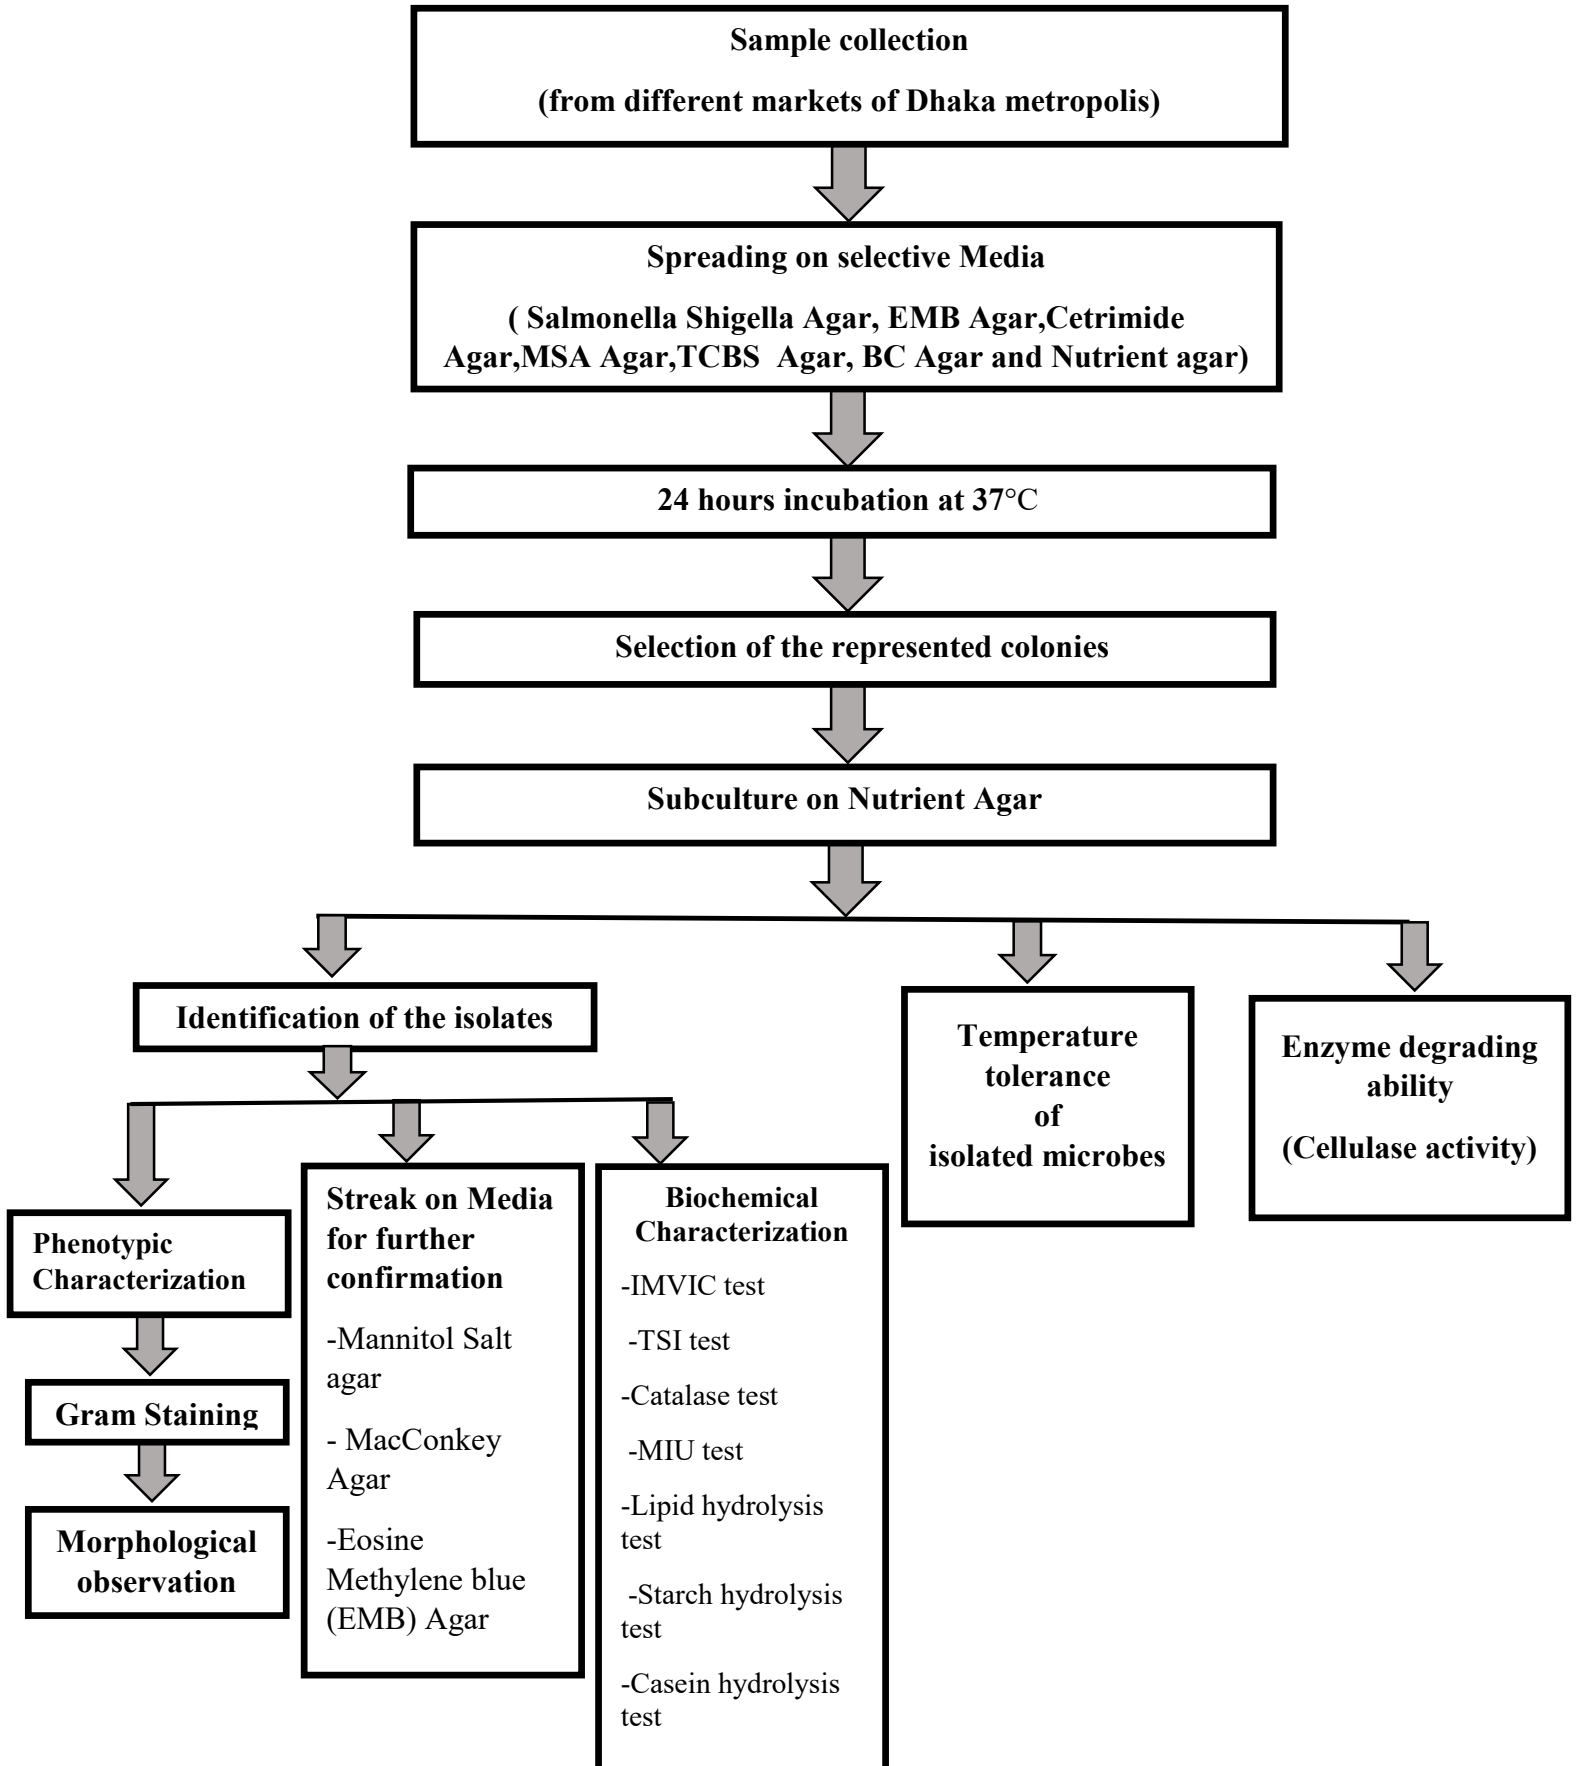 Sample collection
(from different markets of Dhaka metropolis)
Spreading on selective Media
( Salmonella Shigella Agar, EMB Agar,Cetrimide
Agar,MSA Agar,TCBS  Agar, BC Agar and Nutrient agar)
24 hours incubation at 37°C
Selection of the represented colonies
Subculture on Nutrient Agar
Identification of the isolates
Temperature
tolerance
of
isolated microbes
Enzyme degrading
ability
(Cellulase activity)
Phenotypic
Characterization
Gram Staining
Morphological
observation
Streak on Media
for further
confirmation
-Mannitol Salt
agar
- MacConkey
Agar
-Eosine
Methylene blue
(EMB) Agar
Biochemical
Characterization
-IMVIC test
-TSI test
-Catalase test
-MIU test
-Lipid hydrolysis
test
-Starch hydrolysis
test
-Casein hydrolysis
test